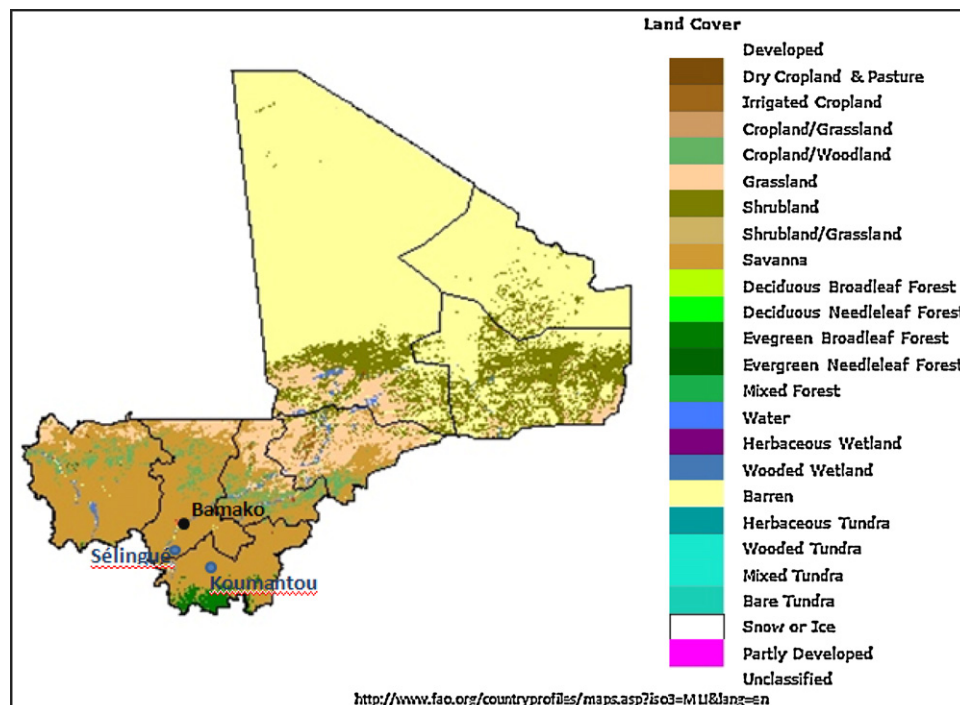 Land Cover
Developed
Dry Cropland & Pasture
Irrigated Cropland
Cropland/Grassland
Cropland/Woodland
Grassland
Shrubland
Shrubland/Grassland
Savanna
Deciduous Broadleaf Forest
Deciduous Needleleaf Forest
Evegreen Broadleaf Forest
Evergreen Needleleaf Forest
Mixed Forest
Water
Herbaceous Wetland
Wooded Wetland
Barren
Herbaceous Tundra
Wooded Tundra
Mixed Tundra
Bare Tundra
Snow or Ice
Partly Developed
Unclassified
Bamako
Sélingué
Koumantou
http://www.fao.org/countryprofiles/maps.asp?iso3=MLI&lang=en